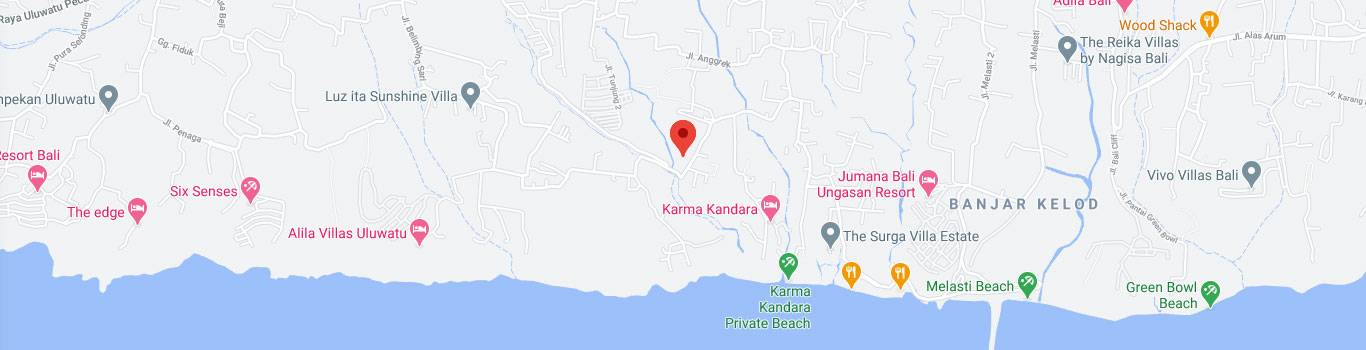 Raya Uluwatu Peca
Jl. Pura Selonding
Gg. Fiduk
Jl. Belimbing Sari
Jl. Tunjung 2
Jl. Anggrek
Adila Bali
Wood Shack
Jl. Alas Arum
The Reika Villas
by Nagisa Bali
Jl. Melasti 2
Jl. Melasti
Jl. Karang
npekan Uluwatu
Luz ita Sunshine Villa
Jl. Penaga
Resort Bali
Six Senses
The edge
Alila Villas Uluwatu
Karma Kandara
Jumana Bali
Ungasan Resort
BANJAR KELOD
Jl. Bali Cliff
Vivo Villas Bali
Jl. Pantai Green Bowl
The Surga Villa Estate
Karma
Kandara
Private Beach
Melasti Beach
Green Bowl
Beach